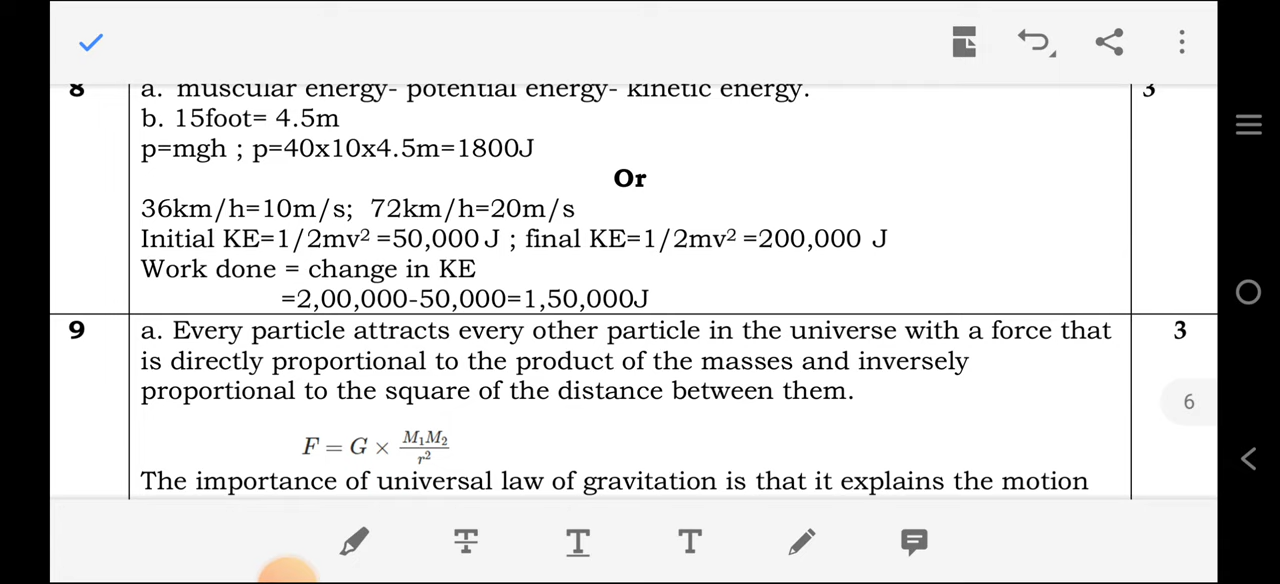 8
a. muscular energy- potential energy- kinetic energy.
3
b. 15foot= 4.5m
p=mgh ; p=40x10x4.5m=1800J
Or
36km/h=10m/s; 72km/h=20m/s
Initial KE=1/2mv² =50,000 J ; final KE=1/2mv² =200,000 J
Work done = change in KE
=2,00,000-50,000=1,50,000J
9
a. Every particle attracts every other particle in the universe with a force that
3
is directly proportional to the product of the masses and inversely
proportional to the square of the distance between them.
6
F = G × M₁M₂/r²
The importance of universal law of gravitation is that it explains the motion
T
T
T